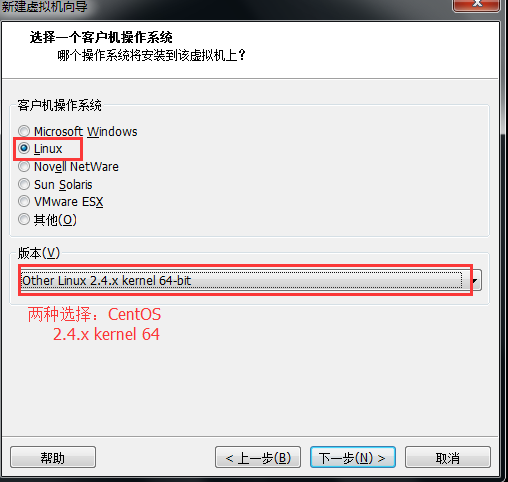 新建虚拟机向导
选择一个客户机操作系统
哪个操作系统将安装到该虚拟机上？
客户机操作系统
Microsoft Windows
Linux
Novell NetWare
Sun Solaris
VMware ESX
其他(O)
版本(V)
Other Linux 2.4.x kernel 64-bit
两种选择：CentOS
2.4.x kernel 64
帮助
< 上一步(B)
下一步(N) >
取消